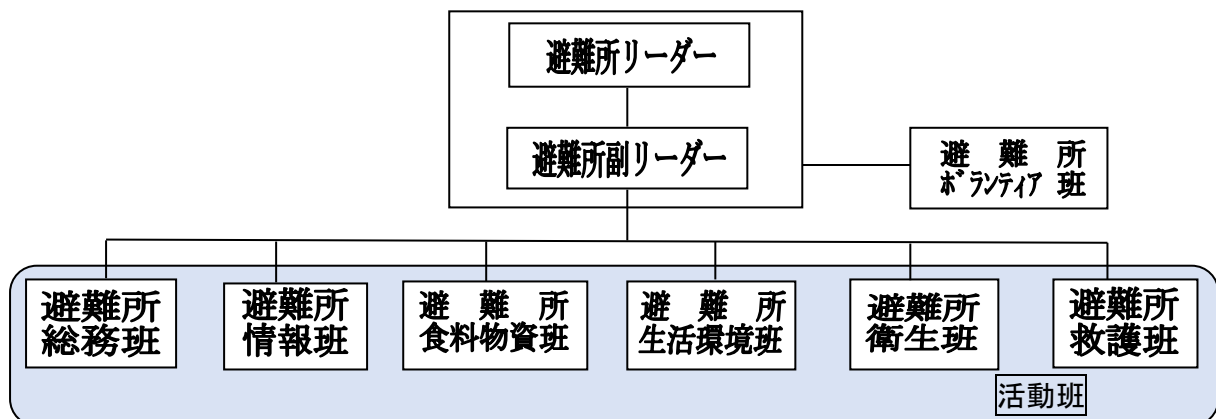 避難所リーダー
避難所副リーダー
避難所
ボランティア班
避難所
総務班
避難所
情報班
避難所
食料物資班
避難所
生活環境班
避難所
衛生班
避難所
救護班
活動班